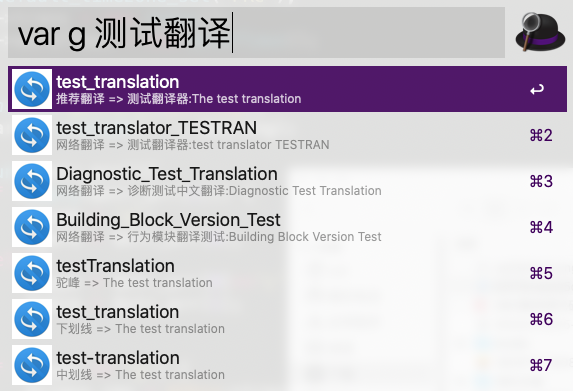 var g 测试翻译
test_translation
推荐翻译 => 测试翻译器:The test translation
↩
test_translator_TESTRAN
网络翻译 => 测试翻译器:test translator TESTRAN
⌘2
Diagnostic_Test_Translation
网络翻译 => 诊断测试中文翻译:Diagnostic Test Translation
⌘3
Building_Block_Version_Test
网络翻译 => 行为模块翻译测试:Building Block Version Test
⌘4
testTranslation
驼峰 => The test translation
⌘5
test_translation
下划线 => The test translation
⌘6
test-translation
中划线 => The test translation
⌘7